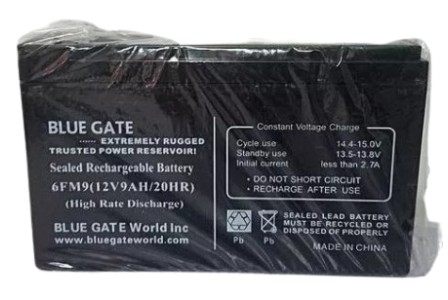 BLUE GATE
...... EXTREMELY RUGGED
TRUSTED POWER RESERVOIR!
Sealed Rechargeable Battery
6FM9(12V9AH/20HR)
(High Rate Discharge)
BLUE GATE World Inc
www.bluegateworld.com
Constant Voltage Charge
Cycle use 14.4-15.0V
Standby use 13.5-13.8V
Initial current less than 2.7A
• DO NOT SHORT CIRCUIT
• RECHARGE AFTER USE
Pb Pb
SEALED LEAD BATTERY
MUST BE RECYCLED OR
DISPOSED OF PROPERLY
MADE IN CHINA